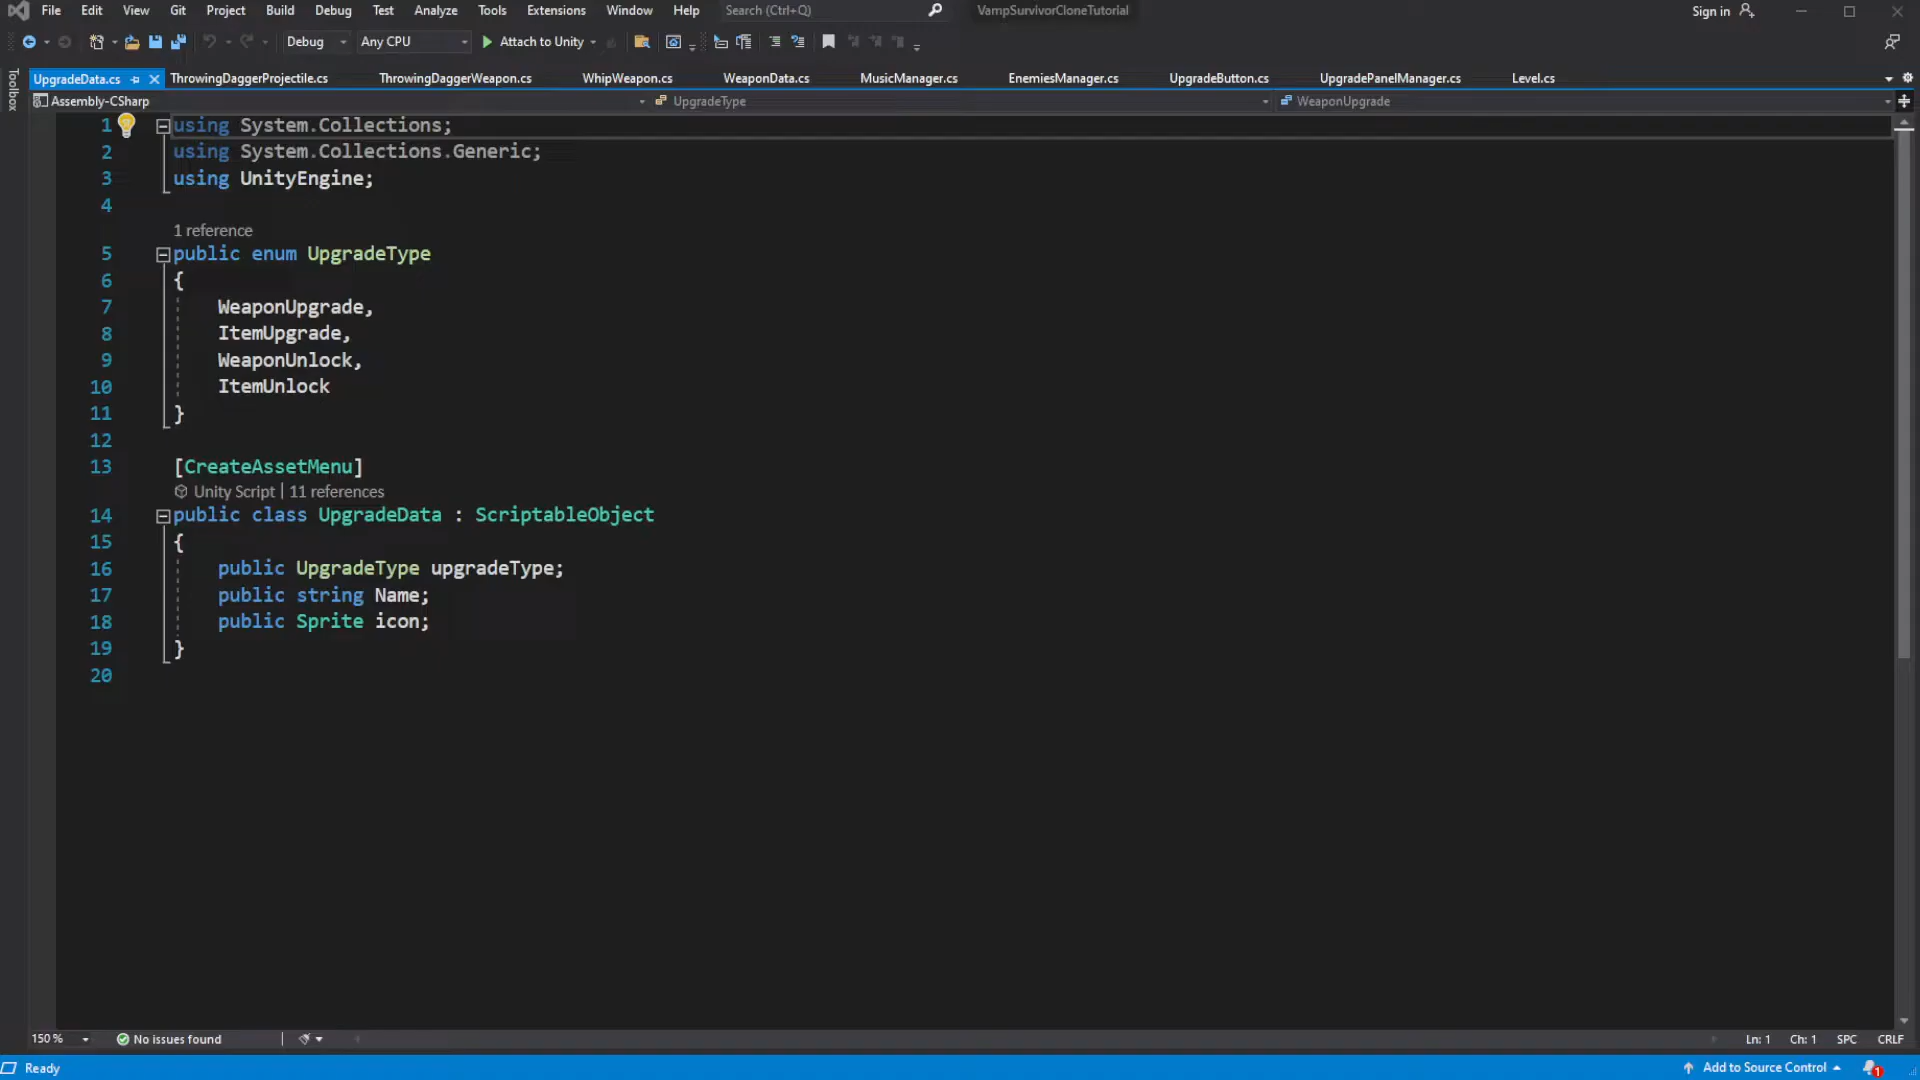 File Edit View Git Project Build Debug Test Analyze Tools Extensions Window Help Search (Ctrl+Q) VampSurvivorCloneTutorial Sign in
Debug Any CPU Attach to Unity
Toolbox
UpgradeData.cs ThrowingDaggerProjectile.cs ThrowingDaggerWeapon.cs WhipWeapon.cs WeaponData.cs MusicManager.cs EnemiesManager.cs UpgradeButton.cs UpgradePanelManager.cs Level.cs
Assembly-CSharp UpgradeType WeaponUpgrade
1 using System.Collections;
2 using System.Collections.Generic;
3 using UnityEngine;
4
1 reference
5 public enum UpgradeType
6 {
7 WeaponUpgrade,
8 ItemUpgrade,
9 WeaponUnlock,
10 ItemUnlock
11 }
12
13 [CreateAssetMenu]
Unity Script | 11 references
14 public class UpgradeData : ScriptableObject
15 {
16 public UpgradeType upgradeType;
17 public string Name;
18 public Sprite icon;
19 }
20
150 % No issues found Ln: 1 Ch: 1 SPC CRLF
Ready Add to Source Control 1